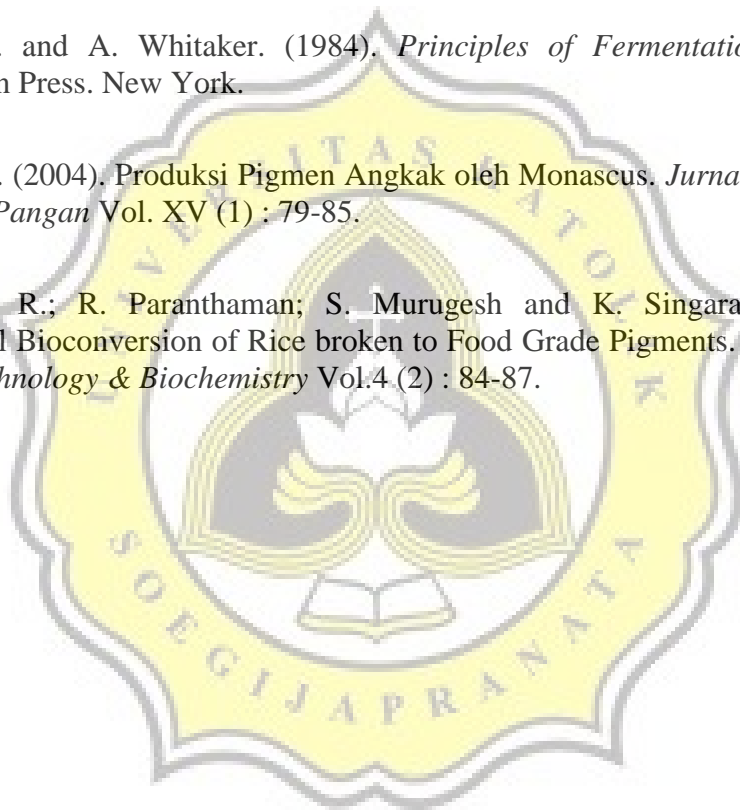 . and A. Whitaker. (1984). Principles of Fermentatio
n Press. New York.
. (2004). Produksi Pigmen Angkak oleh Monascus. Jurna
Pangan Vol. XV (1) : 79-85.
R.; R. Paranthaman; S. Murugesh and K. Singara
l Bioconversion of Rice broken to Food Grade Pigments.
hnology & Biochemistry Vol.4 (2) : 84-87.
UNIVERSITAS KATOLIK
SOEGIJAPRANATA